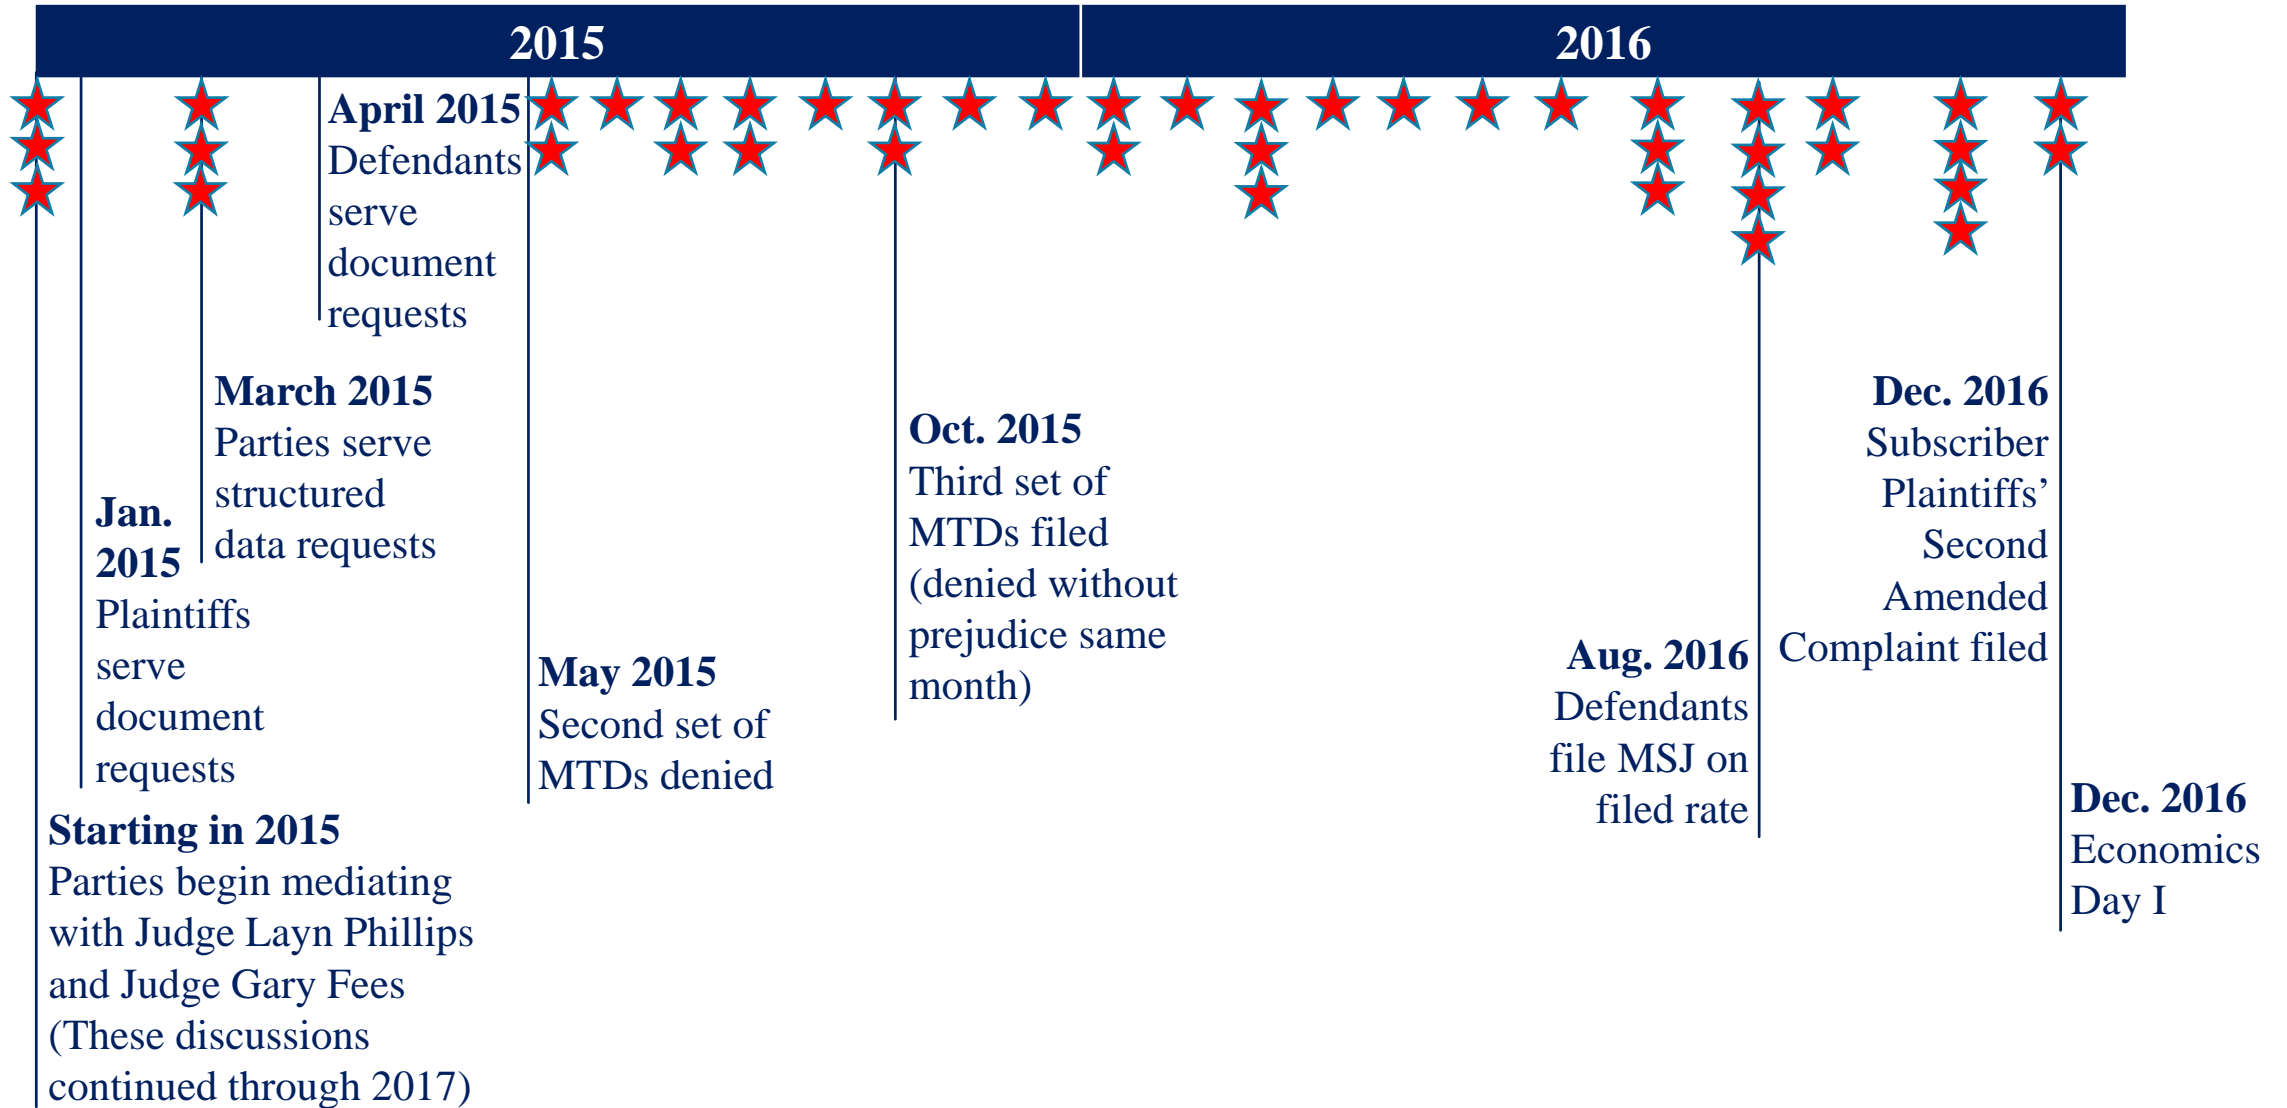 2015
2016
April 2015
Defendants
serve
document
requests
March 2015
Parties serve
structured
data requests
Jan.
2015
Plaintiffs
serve
document
requests
Starting in 2015
Parties begin mediating
with Judge Layn Phillips
and Judge Gary Fees
(These discussions
continued through 2017)
May 2015
Second set of
MTDs denied
Oct. 2015
Third set of
MTDs filed
(denied without
prejudice same
month)
Aug. 2016
Defendants
file MSJ on
filed rate
Dec. 2016
Subscriber
Plaintiffs’
Second
Amended
Complaint filed
Dec. 2016
Economics
Day I